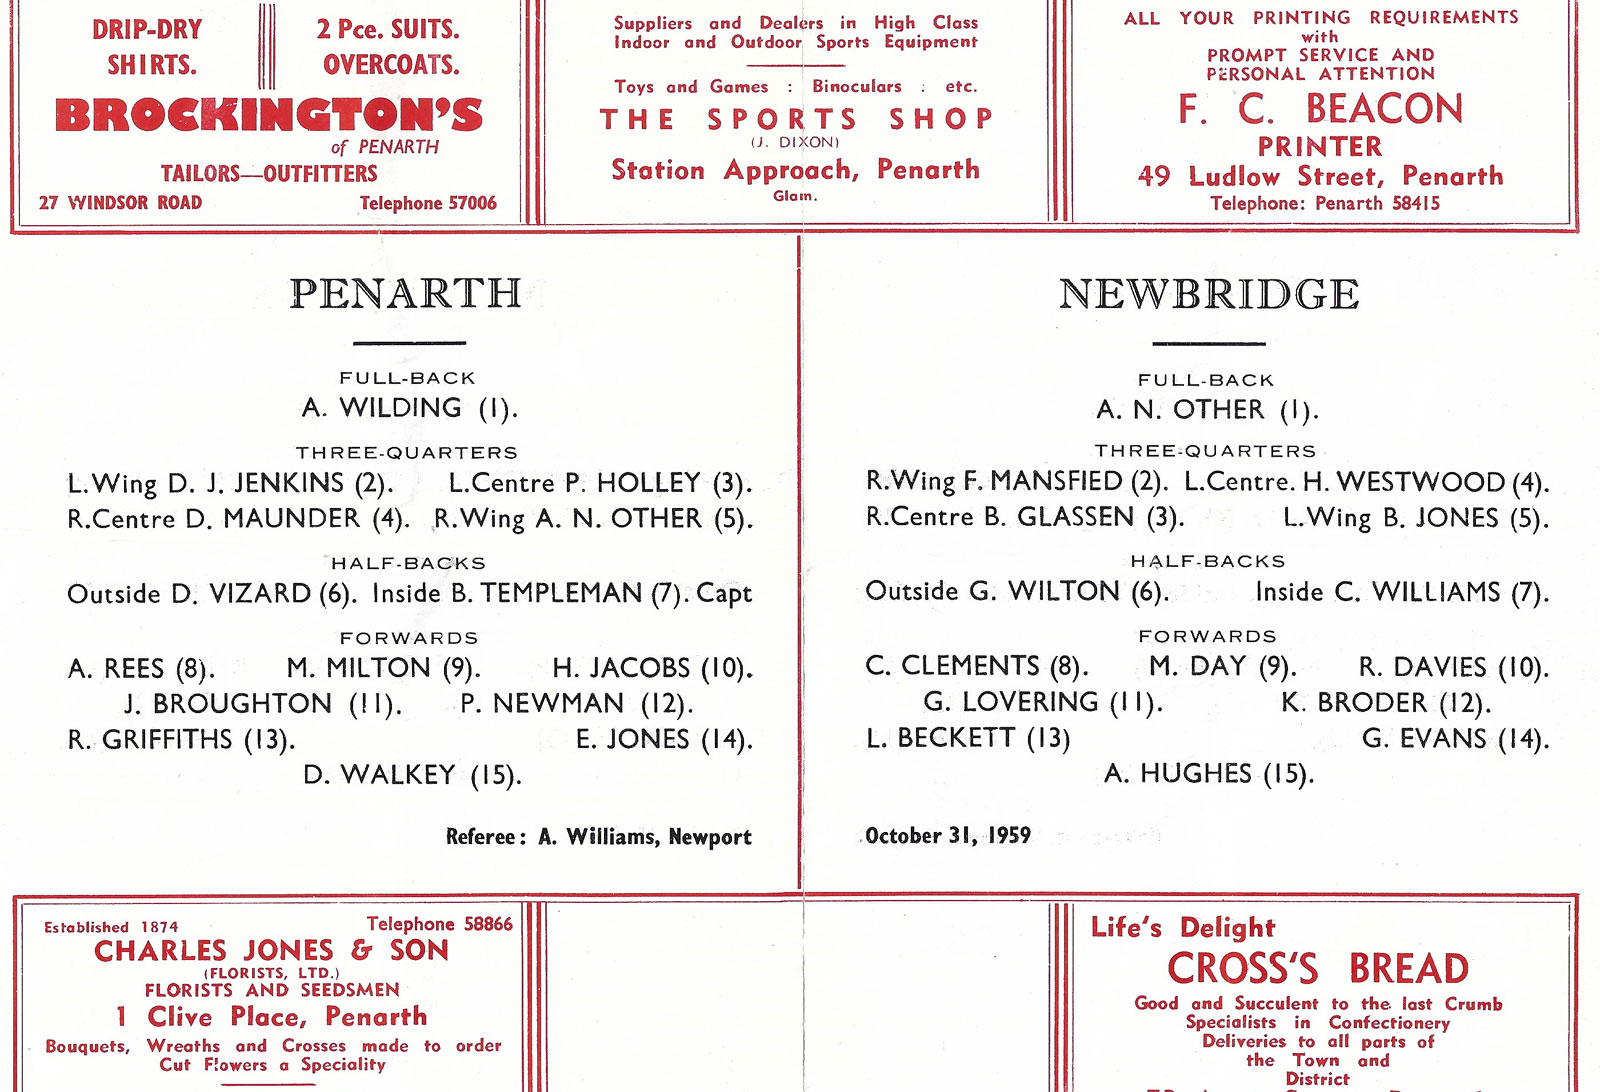 DRIP-DRY
SHIRTS.
2 Pce. SUITS.
OVERCOATS.
BROCKINGTON'S
of PENARTH
TAILORS—OUTFITTERS
27 WINDSOR ROAD Telephone 57006
Suppliers and Dealers in High Class
Indoor and Outdoor Sports Equipment
Toys and Games : Binoculars : etc.
THE SPORTS SHOP
(J. DIXON)
Station Approach, Penarth
Glam.
ALL YOUR PRINTING REQUIREMENTS
with
PROMPT SERVICE AND
PERSONAL ATTENTION
F. C. BEACON
PRINTER
49 Ludlow Street, Penarth
Telephone: Penarth 58415
PENARTH
FULL-BACK
A. WILDING (1).
THREE-QUARTERS
L.Wing D. J. JENKINS (2). L.Centre P. HOLLEY (3).
R.Centre D. MAUNDER (4). R.Wing A. N. OTHER (5).
HALF-BACKS
Outside D. VIZARD (6). Inside B. TEMPLEMAN (7). Capt
FORWARDS
A. REES (8). M. MILTON (9). H. JACOBS (10).
J. BROUGHTON (11). P. NEWMAN (12).
R. GRIFFITHS (13). E. JONES (14).
D. WALKEY (15).
Referee: A. Williams, Newport
NEWBRIDGE
FULL-BACK
A. N. OTHER (1).
THREE-QUARTERS
R.Wing F. MANSFIED (2). L.Centre. H. WESTWOOD (4).
R.Centre B. GLASSEN (3). L.Wing B. JONES (5).
HALF-BACKS
Outside G. WILTON (6). Inside C. WILLIAMS (7).
FORWARDS
C. CLEMENTS (8). M. DAY (9). R. DAVIES (10).
G. LOVERING (11). K. BRODER (12).
L. BECKETT (13) G. EVANS (14).
A. HUGHES (15).
October 31, 1959
Established 1874 Telephone 58866
CHARLES JONES & SON
(FLORISTS, LTD.)
FLORISTS AND SEEDSMEN
1 Clive Place, Penarth
Bouquets, Wreaths and Crosses made to order
Cut Flowers a Speciality
Life's Delight
CROSS'S BREAD
Good and Succulent to the last Crumb
Specialists in Confectionery
Deliveries to all parts of
the Town and
District